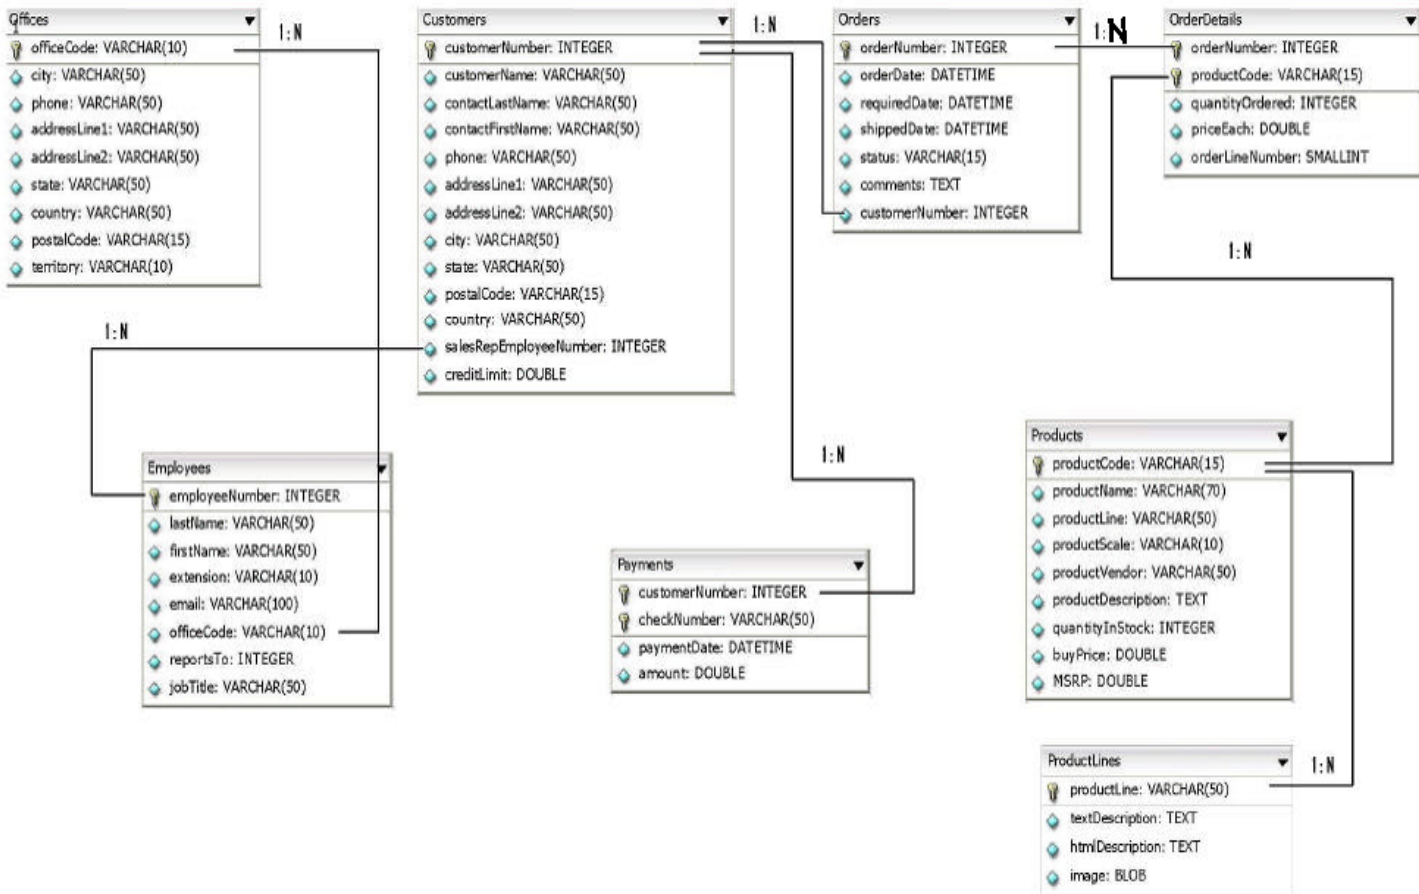 Offices
officeCode: VARCHAR(10)
city: VARCHAR(50)
phone: VARCHAR(50)
addressLine1: VARCHAR(50)
addressLine2: VARCHAR(50)
state: VARCHAR(50)
country: VARCHAR(50)
postalCode: VARCHAR(15)
territory: VARCHAR(10)
1:N
Customers
customerNumber: INTEGER
customerName: VARCHAR(50)
contactLastName: VARCHAR(50)
contactFirstName: VARCHAR(50)
phone: VARCHAR(50)
addressLine1: VARCHAR(50)
addressLine2: VARCHAR(50)
city: VARCHAR(50)
state: VARCHAR(50)
postalCode: VARCHAR(15)
country: VARCHAR(50)
salesRepEmployeeNumber: INTEGER
creditLimit: DOUBLE
1:N
Orders
orderNumber: INTEGER
orderDate: DATETIME
requiredDate: DATETIME
shippedDate: DATETIME
status: VARCHAR(15)
comments: TEXT
customerNumber: INTEGER
1:N
OrderDetails
orderNumber: INTEGER
productCode: VARCHAR(15)
quantityOrdered: INTEGER
priceEach: DOUBLE
orderLineNumber: SMALLINT
1:N
1:N
Employees
employeeNumber: INTEGER
lastName: VARCHAR(50)
firstName: VARCHAR(50)
extension: VARCHAR(10)
email: VARCHAR(100)
officeCode: VARCHAR(10)
reportsTo: INTEGER
jobTitle: VARCHAR(50)
1:N
Payments
customerNumber: INTEGER
checkNumber: VARCHAR(50)
paymentDate: DATETIME
amount: DOUBLE
Products
productCode: VARCHAR(15)
productName: VARCHAR(70)
productLine: VARCHAR(50)
productScale: VARCHAR(10)
productVendor: VARCHAR(50)
productDescription: TEXT
quantityInStock: INTEGER
buyPrice: DOUBLE
MSRP: DOUBLE
ProductLines
productLine: VARCHAR(50)
textDescription: TEXT
htmlDescription: TEXT
image: BLOB
1:N